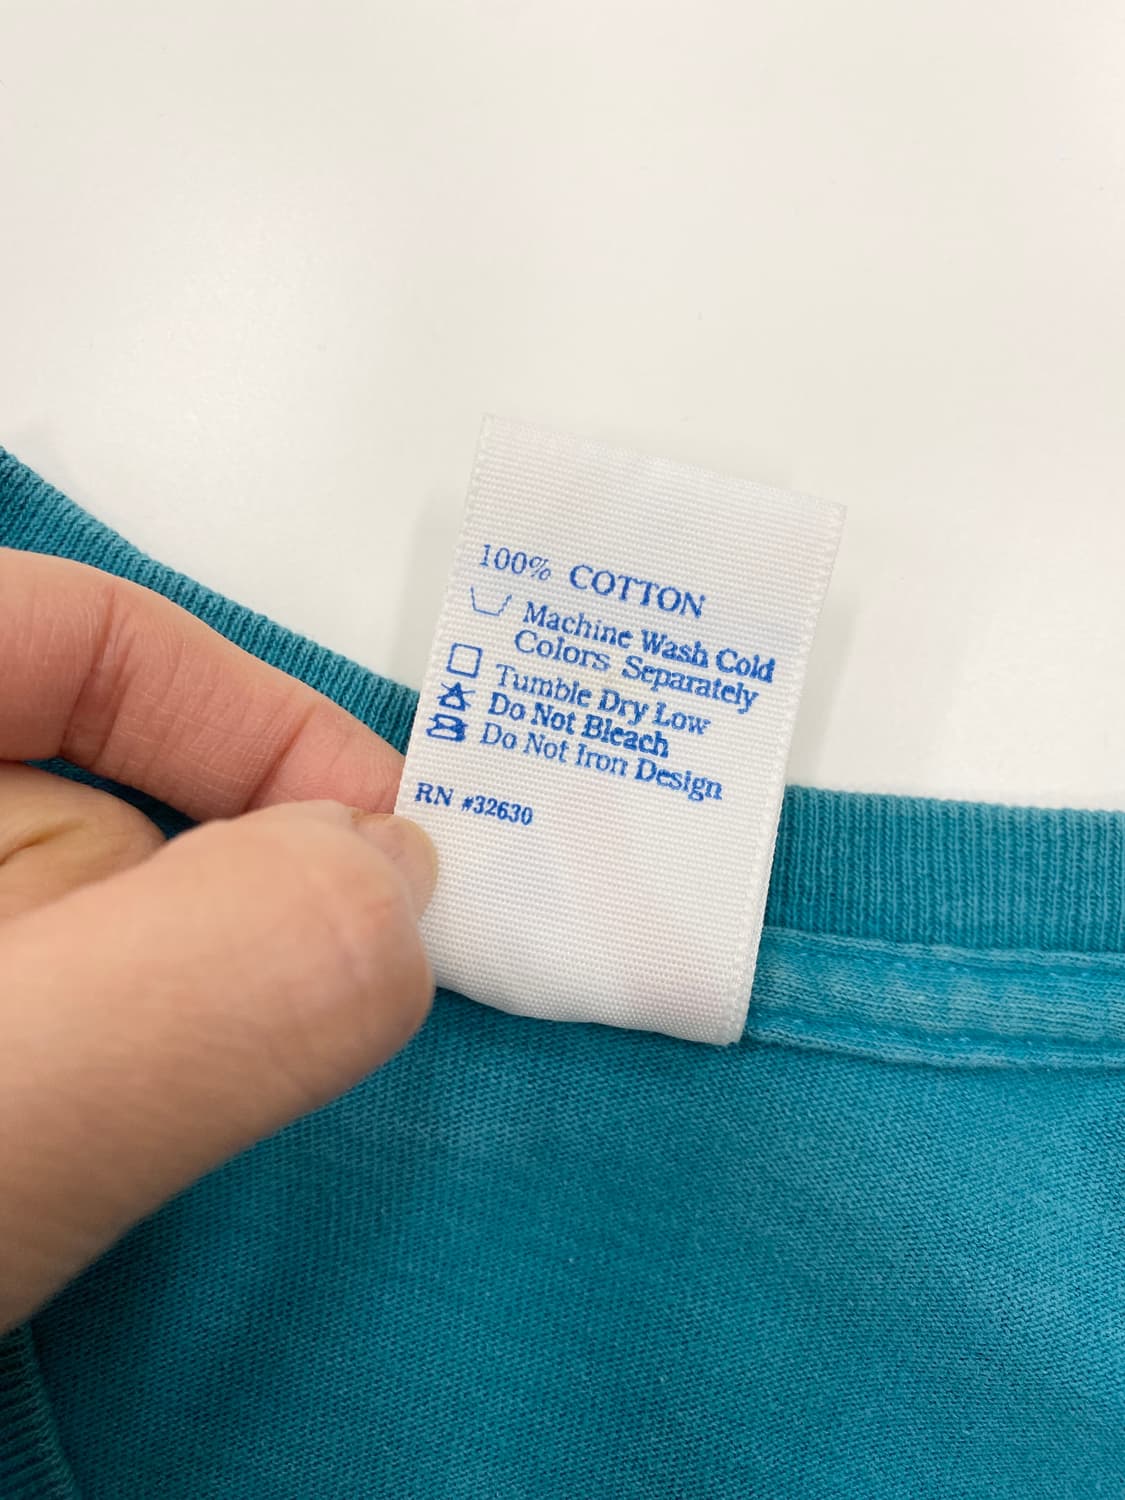 100% COTTON
Machine Wash Cold
Colors Separately
Tumble Dry Low
Do Not Bleach
Do Not Iron Design
RN #32630